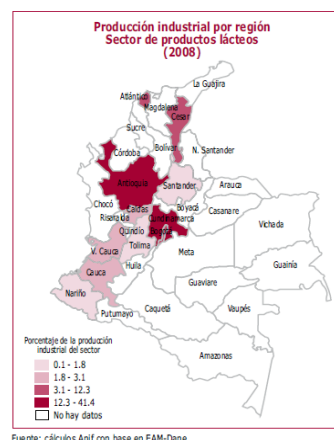 Producción industrial por región
Sector de productos lácteos
(2008)
La Guajira
Atlántico
Magdalena
Cesar
Sucre
Bolívar
Córdoba
N. Santander
Antioquia
Santander
Arauca
Chocó
Caldas
Boyacá
Casanare
Risaralda
Cundinamarca
Vichada
Quindío
Bogotá
Tolima
V. Cauca
Meta
Guainía
Huila
Cauca
Guaviare
Nariño
Vaupés
Putumayo
Caquetá
Amazonas
Porcentaje de la producción
industrial del sector
0.1 - 1.8
1.8 - 3.1
3.1 - 12.3
12.3 - 41.4
No hay datos
Fuente: cálculos Anif con base en EAM-Dane.